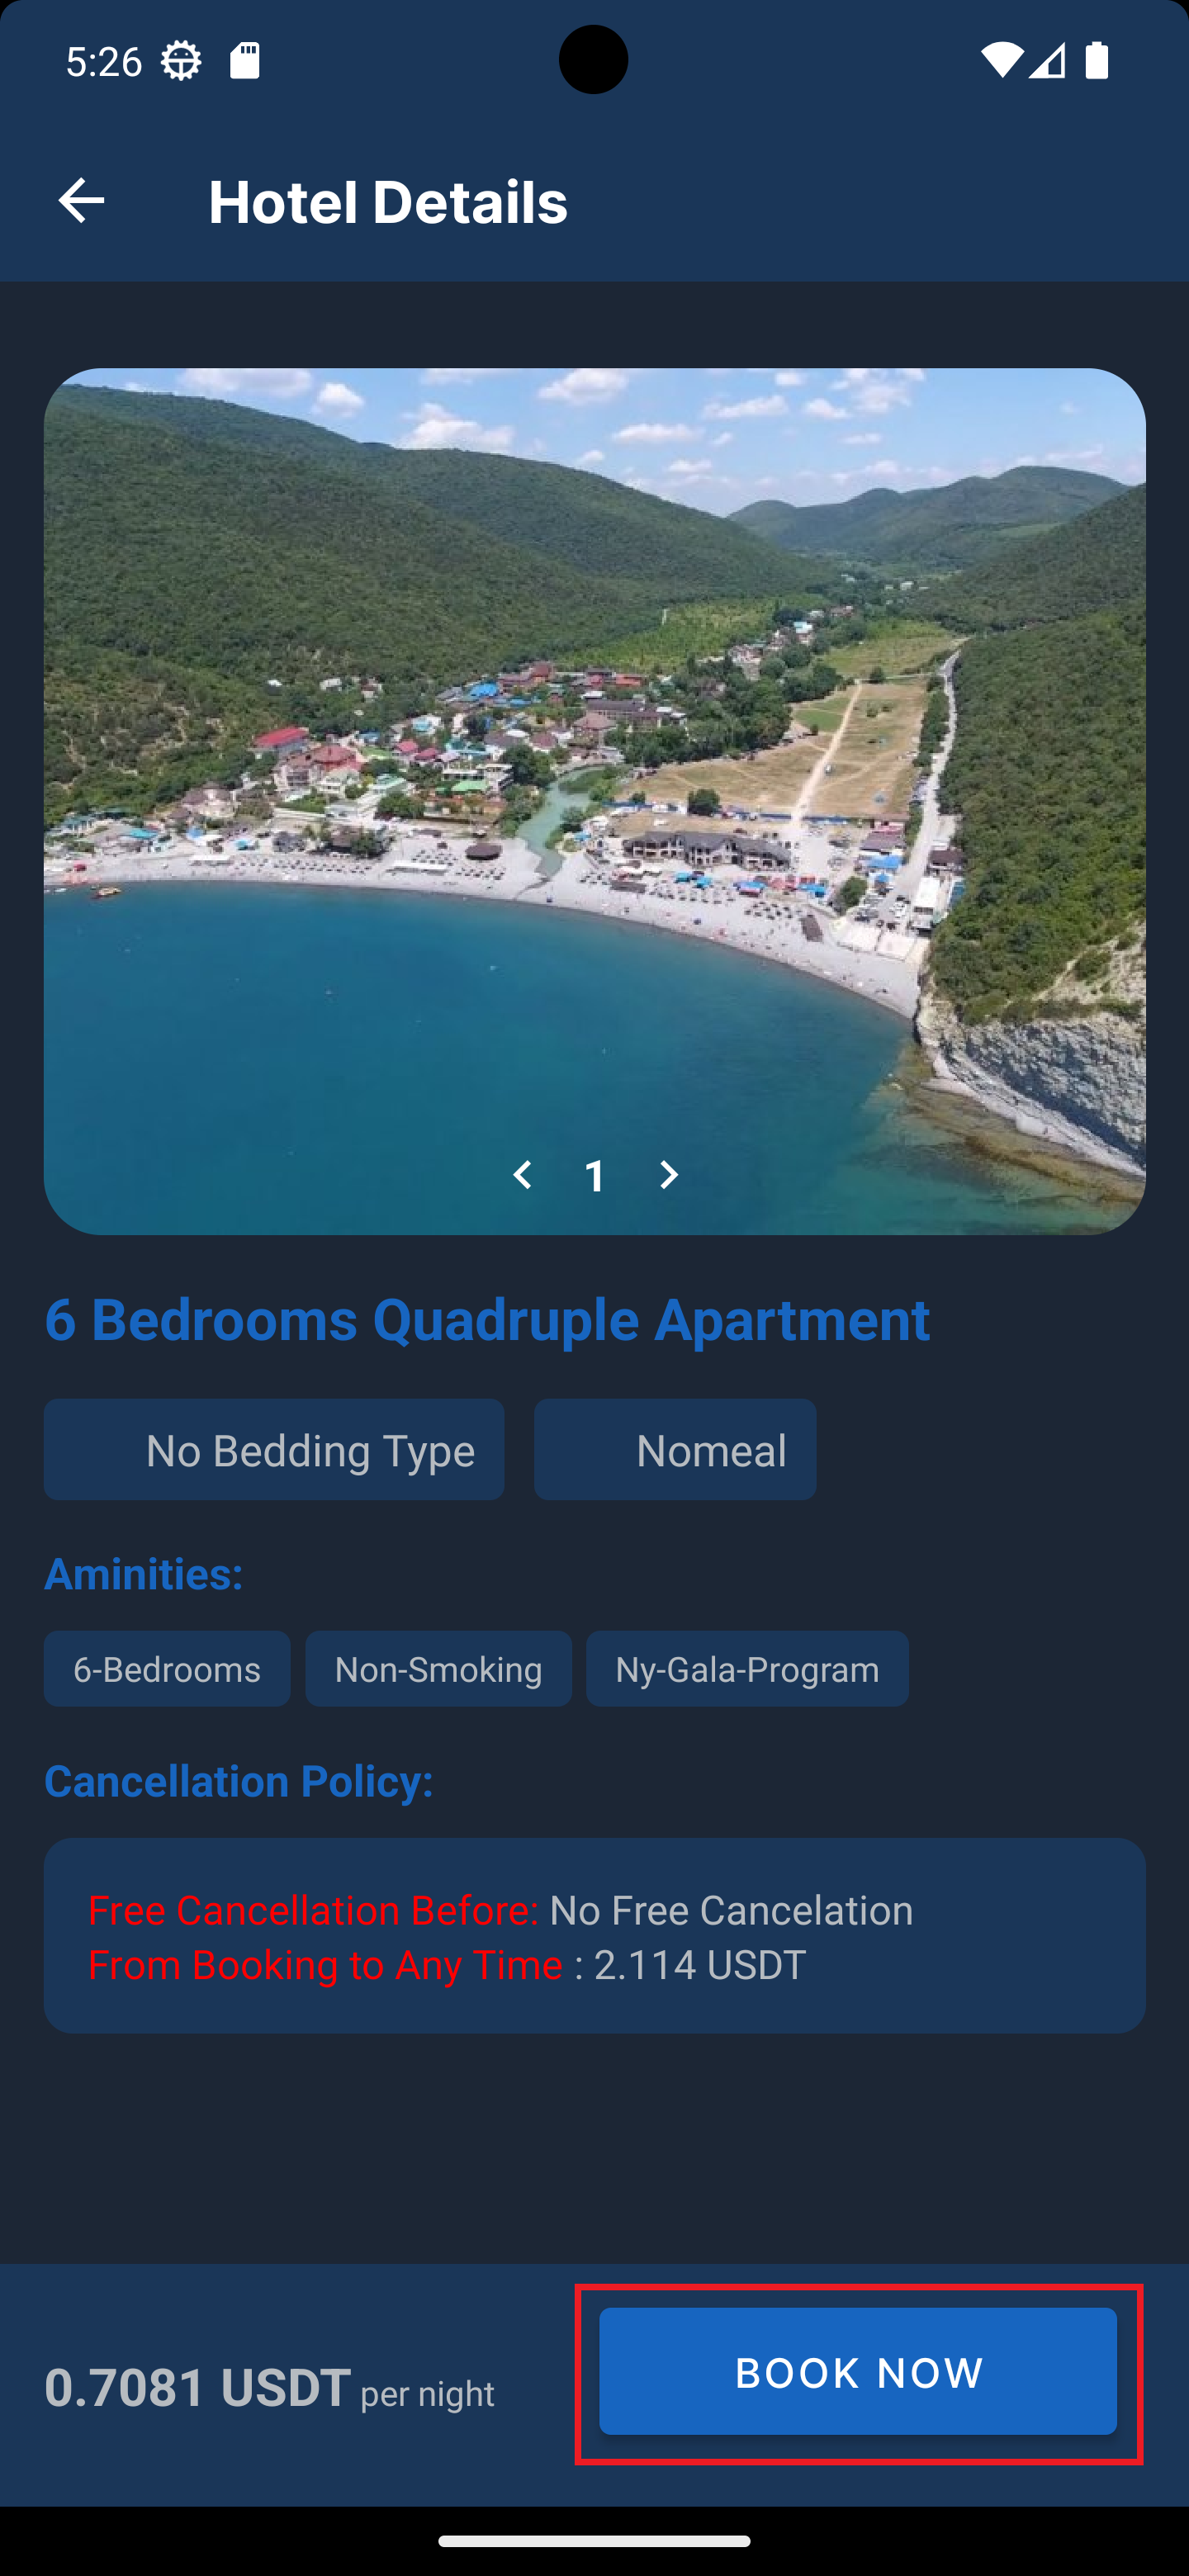 5:26
Hotel Details
1
6 Bedrooms Quadruple Apartment
No Bedding Type Nomeal
Aminities:
6-Bedrooms Non-Smoking Ny-Gala-Program
Cancellation Policy:
Free Cancellation Before: No Free Cancelation
From Booking to Any Time : 2.114 USDT
0.7081 USDT per night BOOK NOW